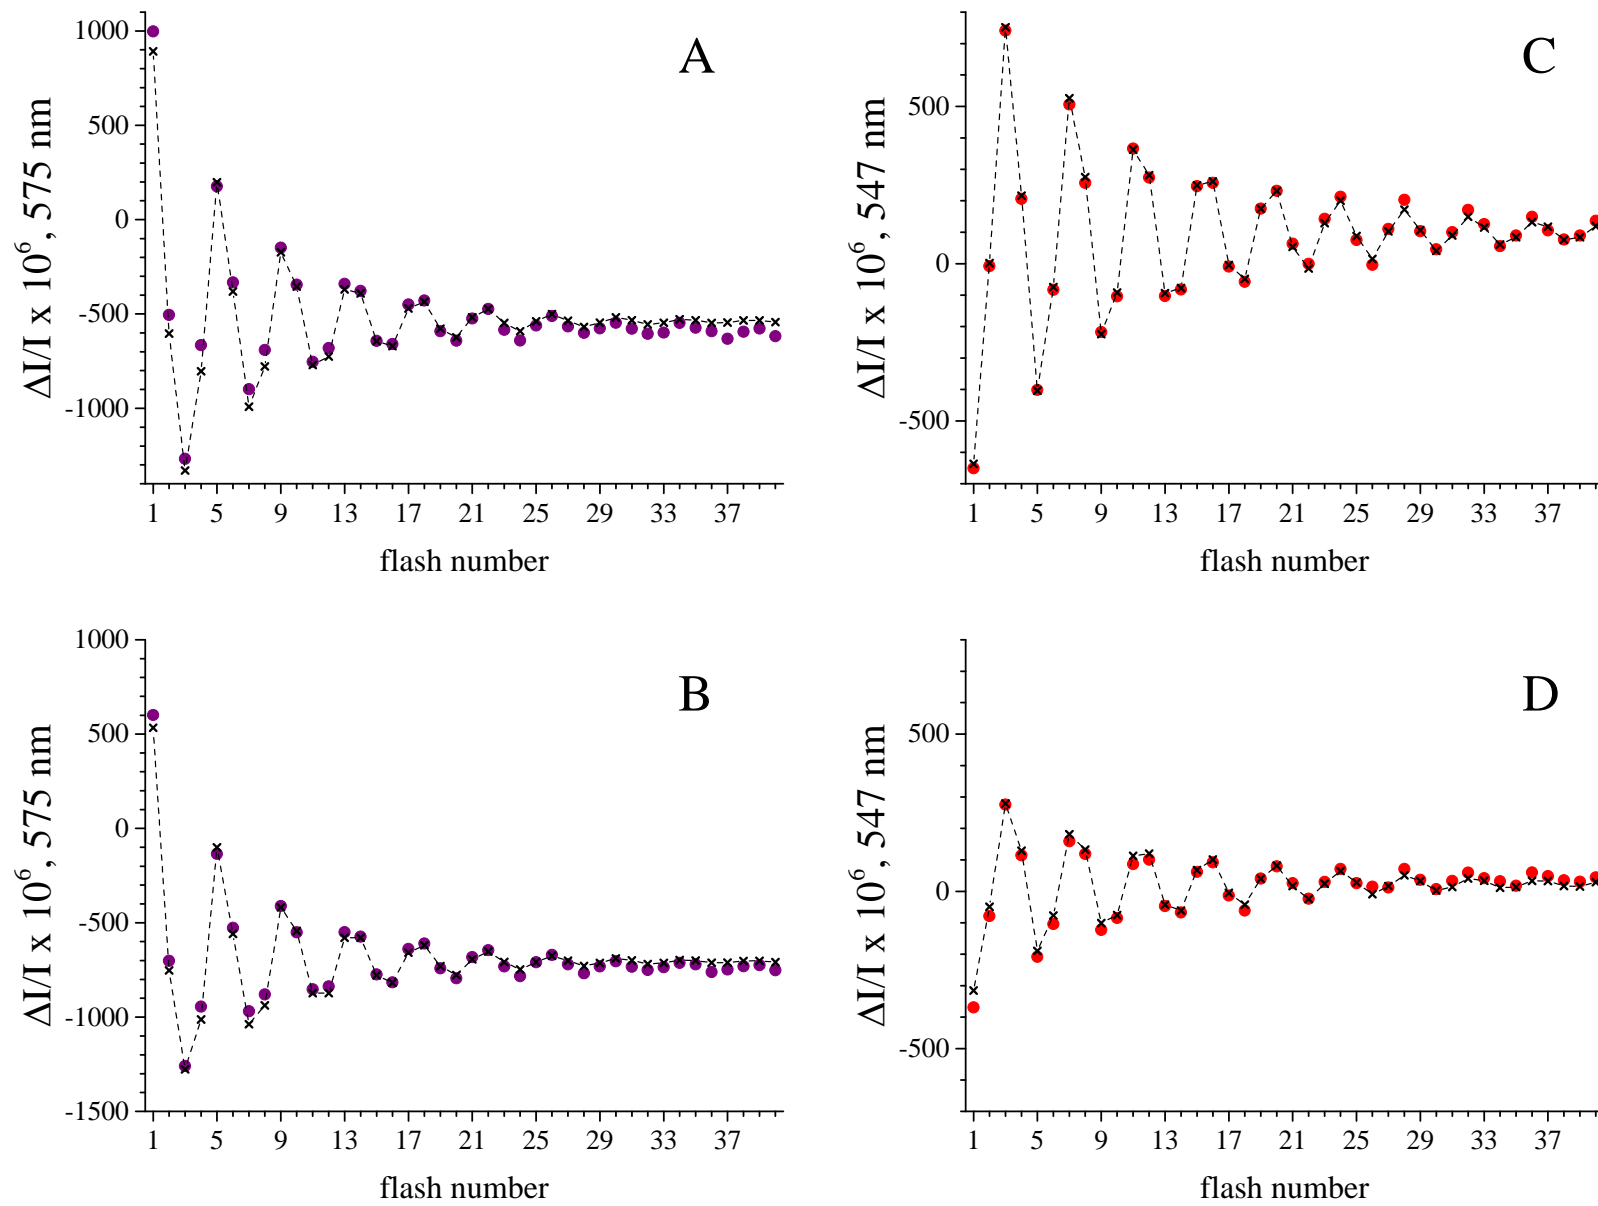 A
ΔI/I x 10⁶, 575 nm
1000
500
0
-500
-1000
1 5 9 13 17 21 25 29 33 37
flash number
C
ΔI/I x 10⁶, 547 nm
500
0
-500
1 5 9 13 17 21 25 29 33 37
flash number
B
ΔI/I x 10⁶, 575 nm
1000
500
0
-500
-1000
-1500
1 5 9 13 17 21 25 29 33 37
flash number
D
ΔI/I x 10⁶, 547 nm
500
0
-500
1 5 9 13 17 21 25 29 33 37
flash number